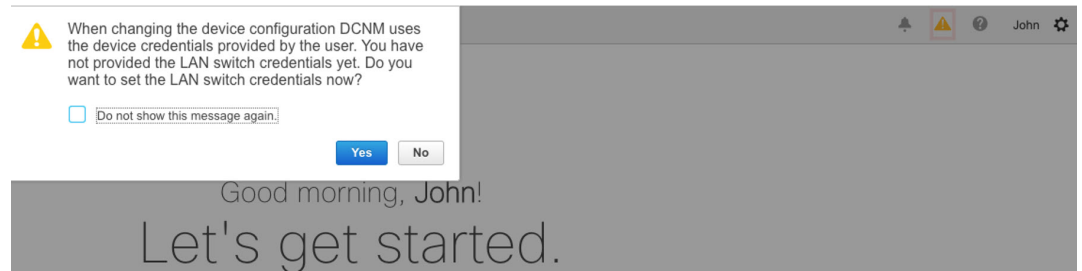 When changing the device configuration DCNM uses
the device credentials provided by the user. You have
not provided the LAN switch credentials yet. Do you
want to set the LAN switch credentials now?
Do not show this message again.
Yes No
John
Good morning, John!
Let's get started.